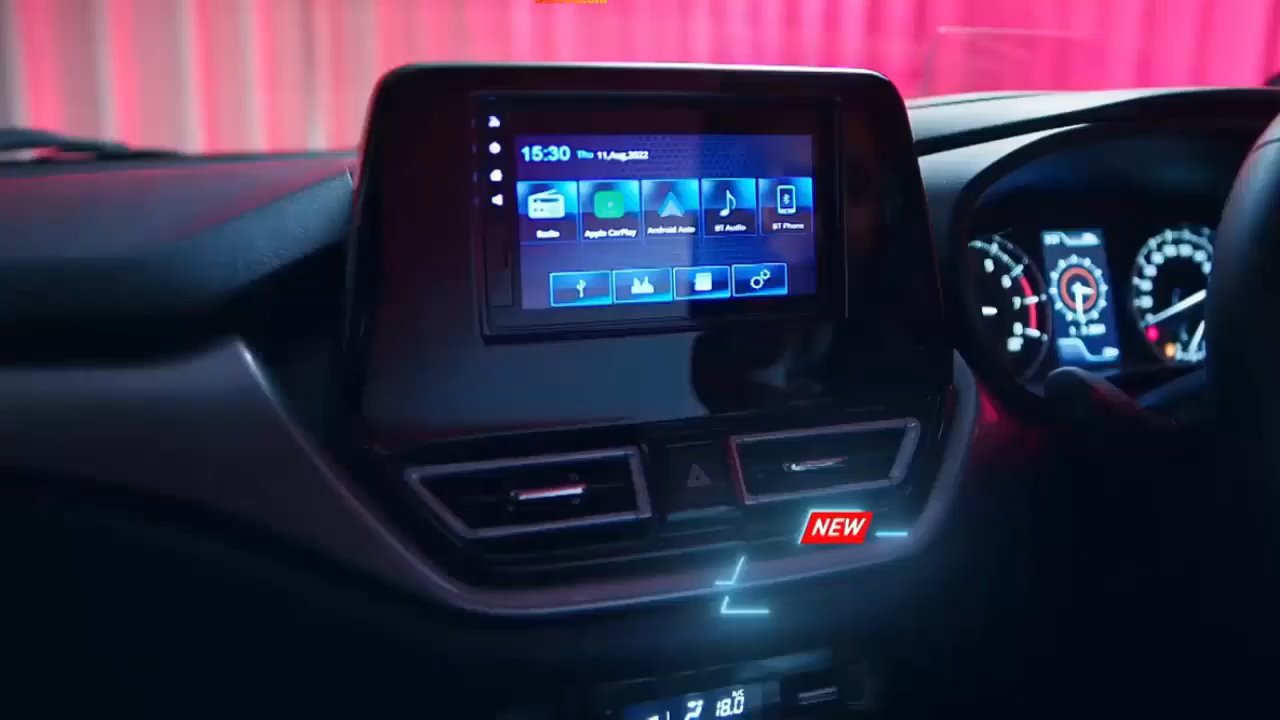 15:30 Thu 11,Aug,2022
Radio Apple CarPlay Android Auto BT Audio BT Phone
NEW
A/C
18.0